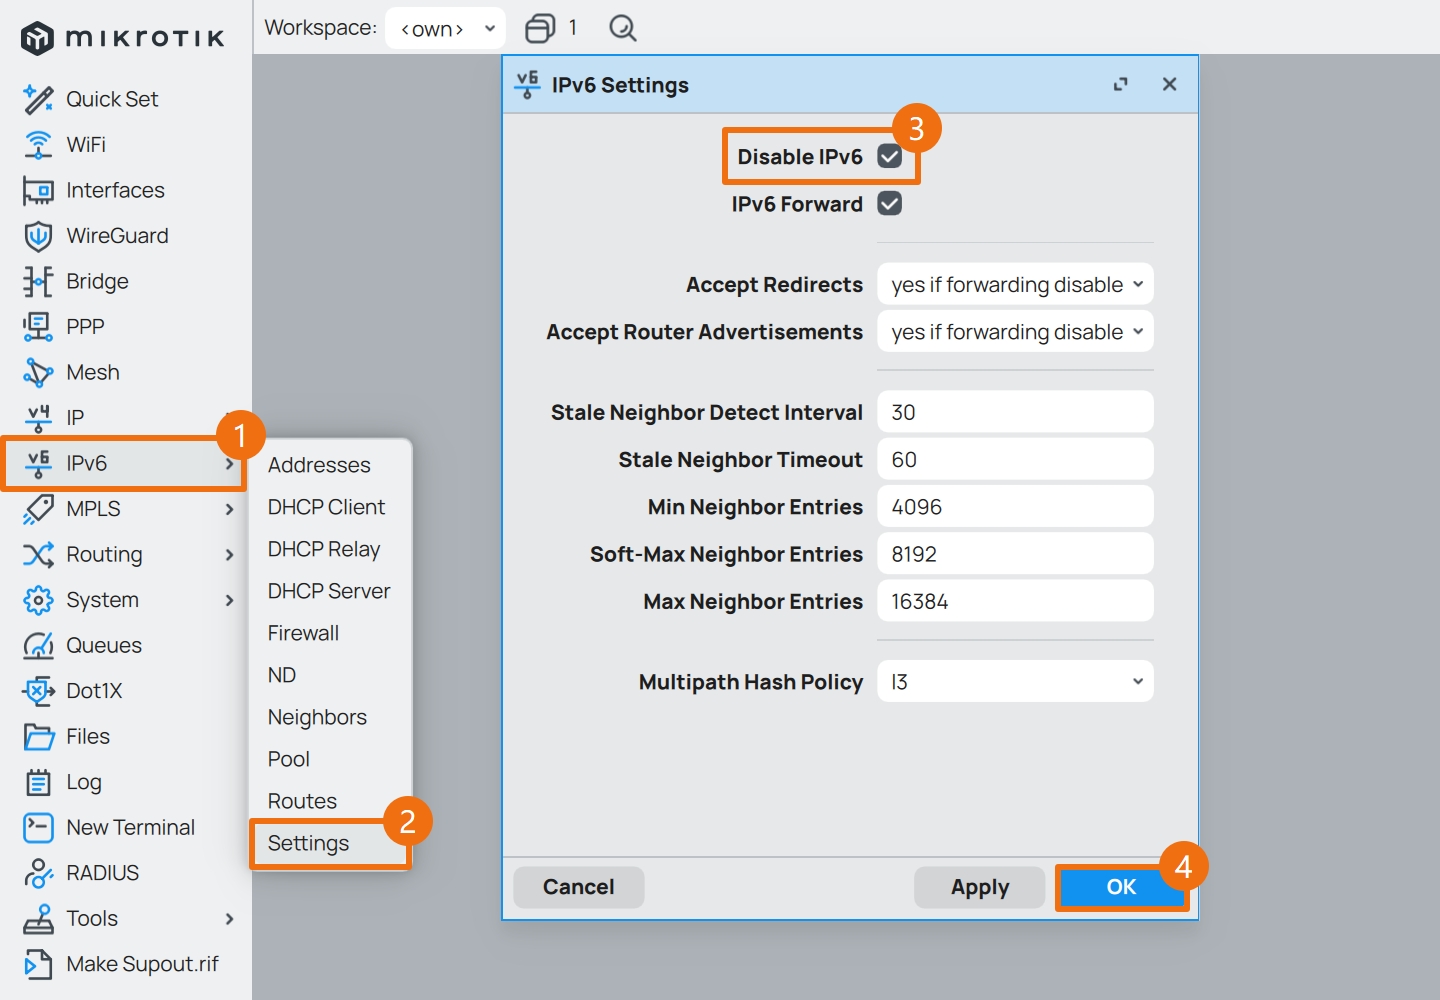 mikrotik
Workspace: <own> 1
Quick Set
WiFi
Interfaces
WireGuard
Bridge
PPP
Mesh
v4 IP
v6 IPv6
1
MPLS
Routing
System
Queues
Dot1X
Files
Log
New Terminal
RADIUS
Tools
Make Supout.rif
Addresses
DHCP Client
DHCP Relay
DHCP Server
Firewall
ND
Neighbors
Pool
Routes
Settings
2
v6 IPv6 Settings
3
Disable IPv6
IPv6 Forward
Accept Redirects yes if forwarding disable
Accept Router Advertisements yes if forwarding disable
Stale Neighbor Detect Interval 30
Stale Neighbor Timeout 60
Min Neighbor Entries 4096
Soft-Max Neighbor Entries 8192
Max Neighbor Entries 16384
Multipath Hash Policy l3
Cancel Apply OK
4